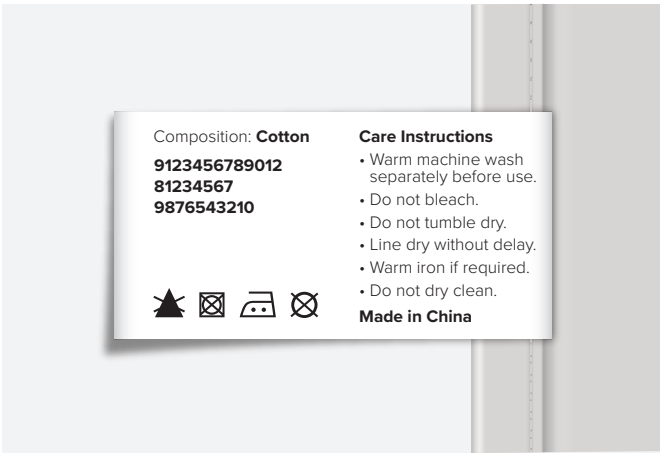 Composition: Cotton
9123456789012
81234567
9876543210
Care Instructions
• Warm machine wash
separately before use.
• Do not bleach.
• Do not tumble dry.
• Line dry without delay.
• Warm iron if required.
• Do not dry clean.
Made in China